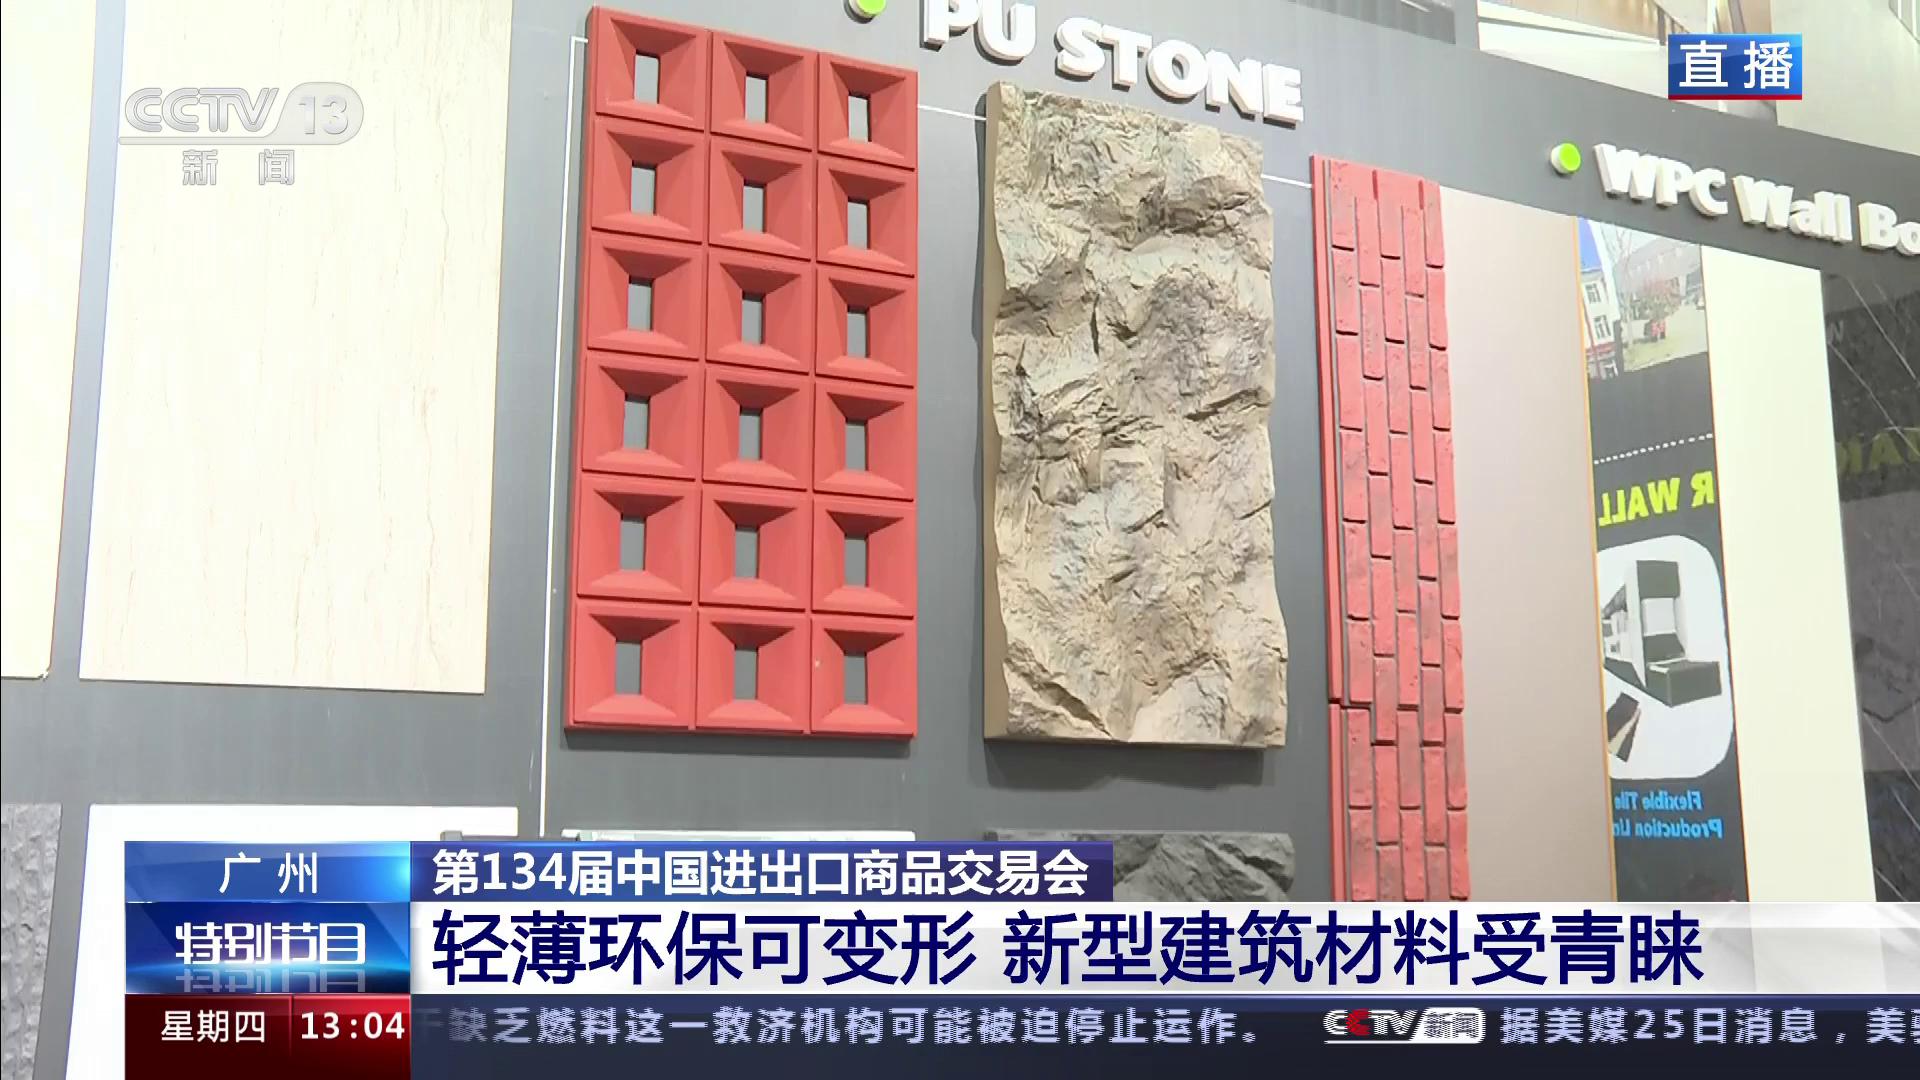 PU STONE
直播
CCTV 13
新闻
WPC Wall Bo
R WALL
Flexible Tile
Production Li
广州
第134届中国进出口商品交易会
特别节目
轻薄环保可变形 新型建筑材料受青睐
星期四
13:04
缺乏燃料这一救济机构可能被迫停止运作。 CCTV新闻 据美媒25日消息，美